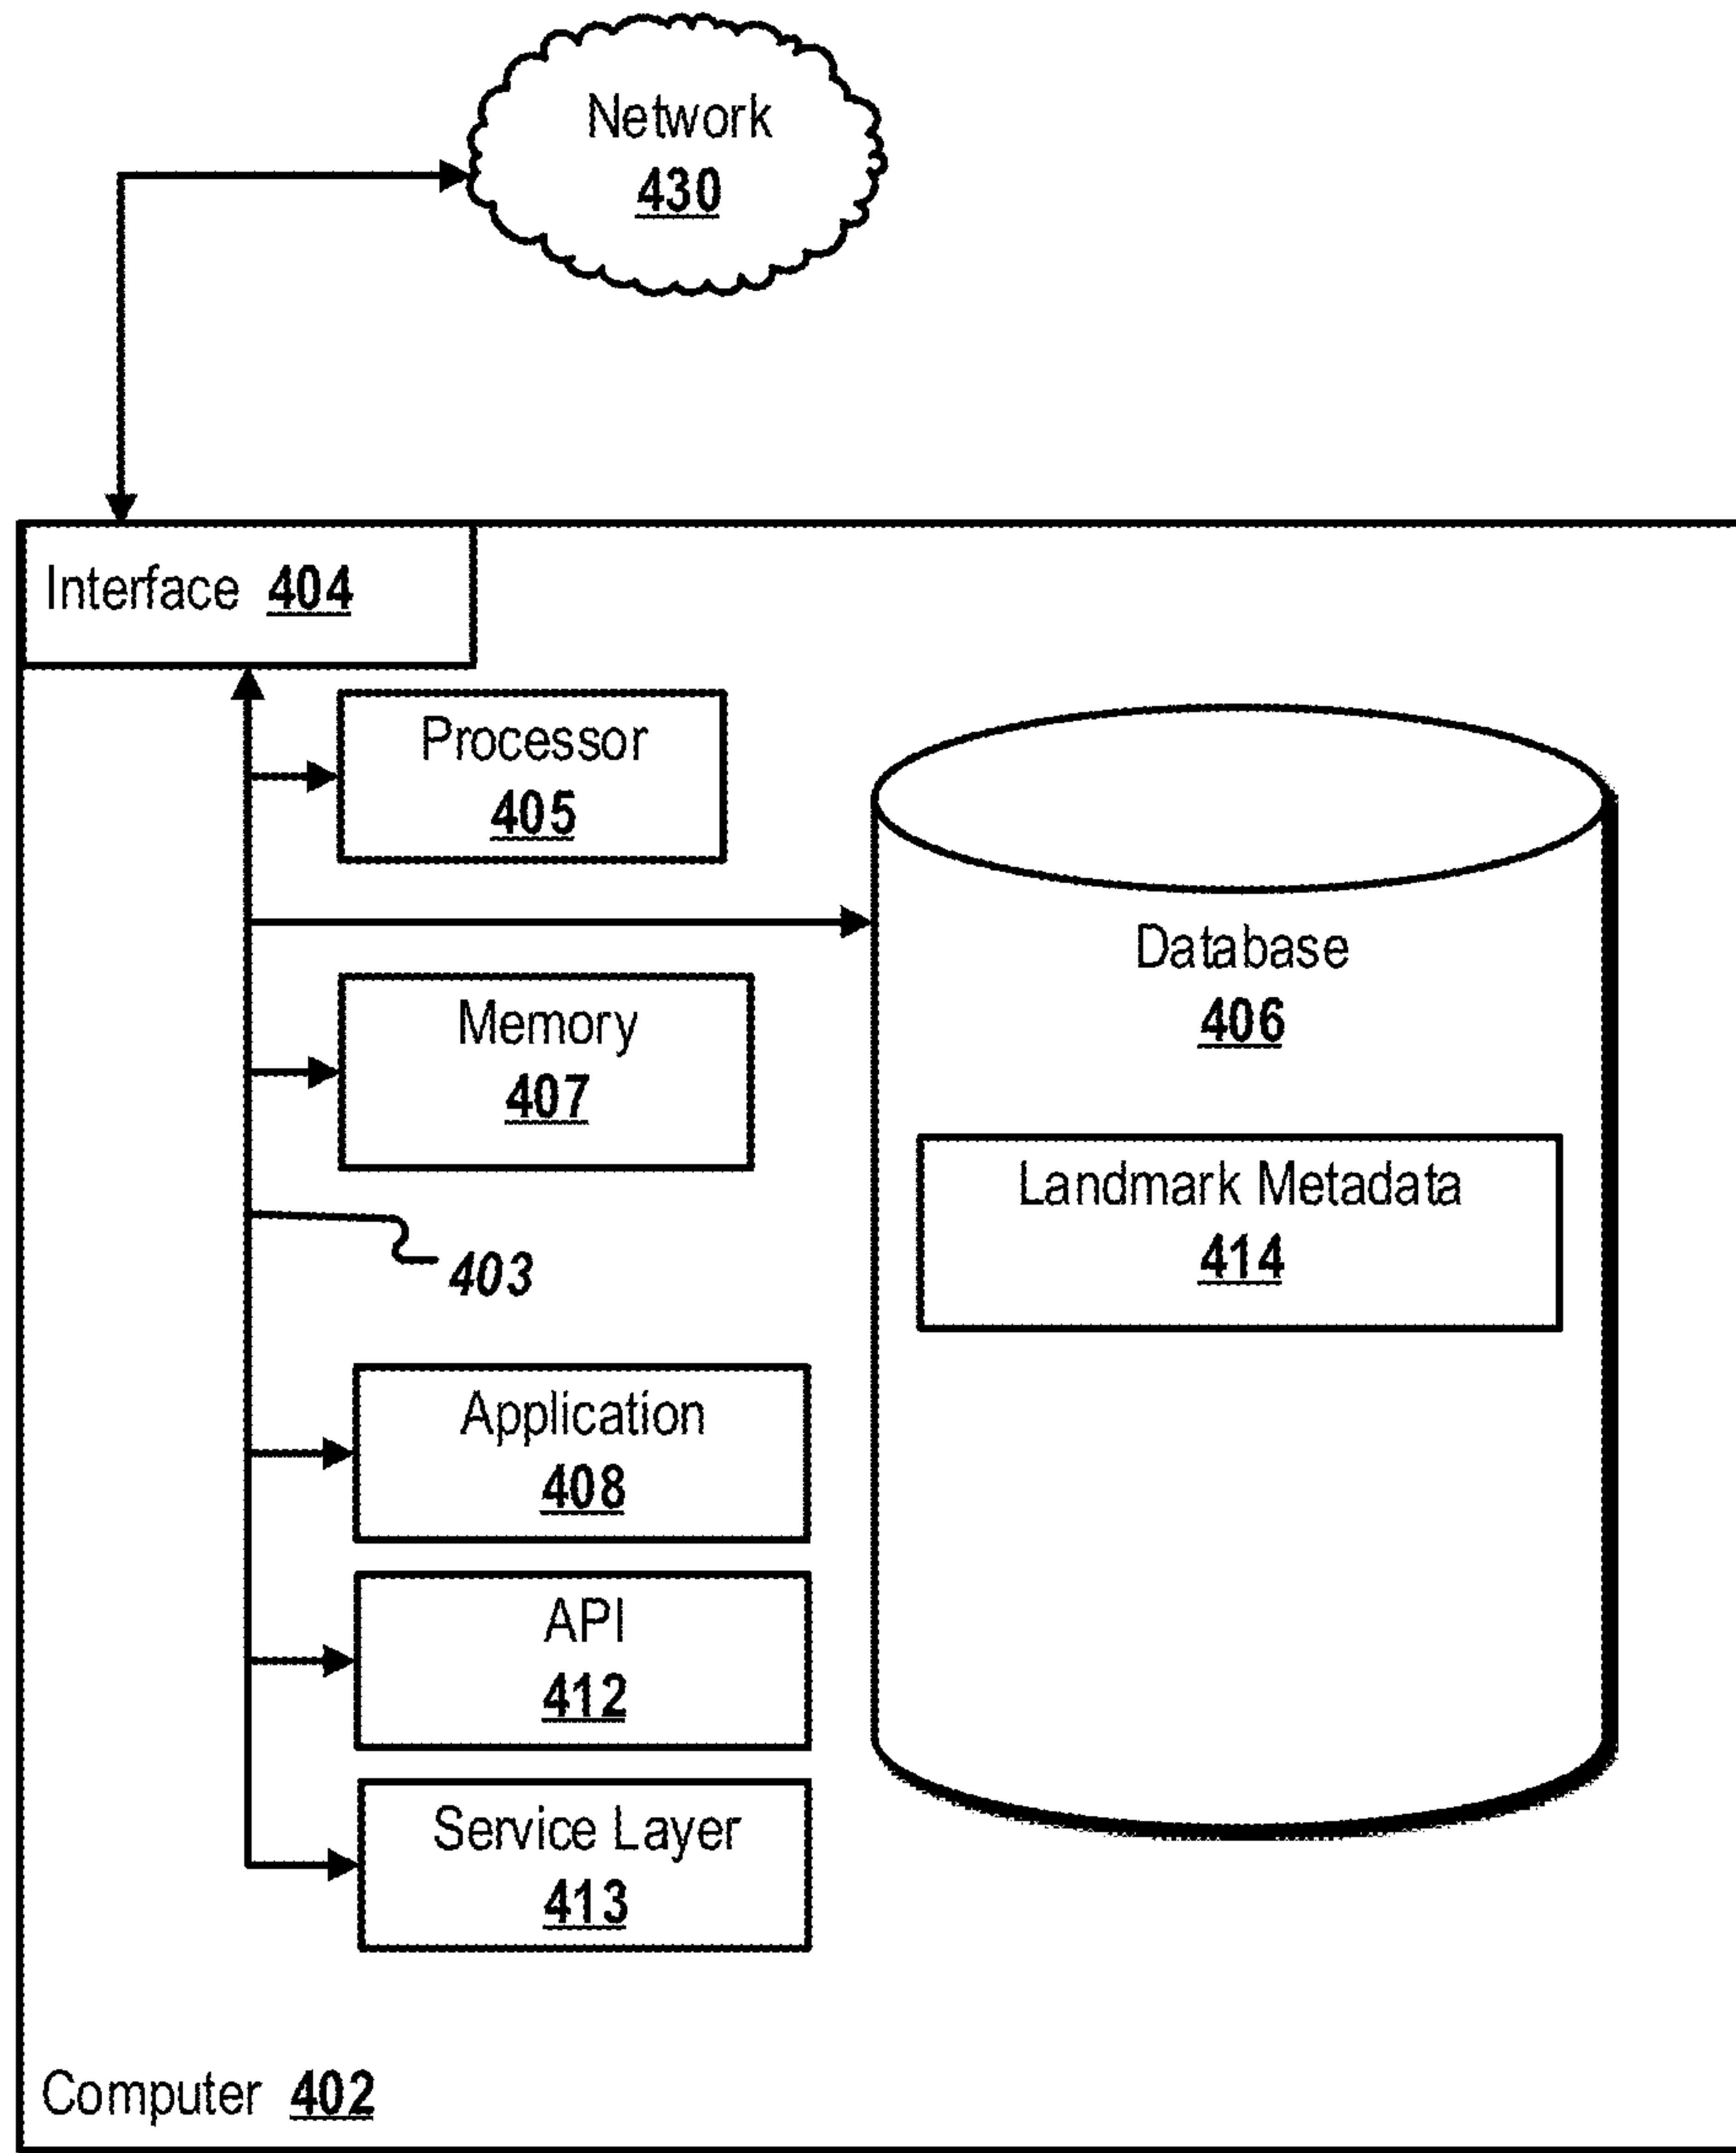 Network
430
Interface 404
Processor
405
Database
406
Memory
407
Landmark Metadata
414
403
Application
408
API
412
Service Layer
413
Computer 402